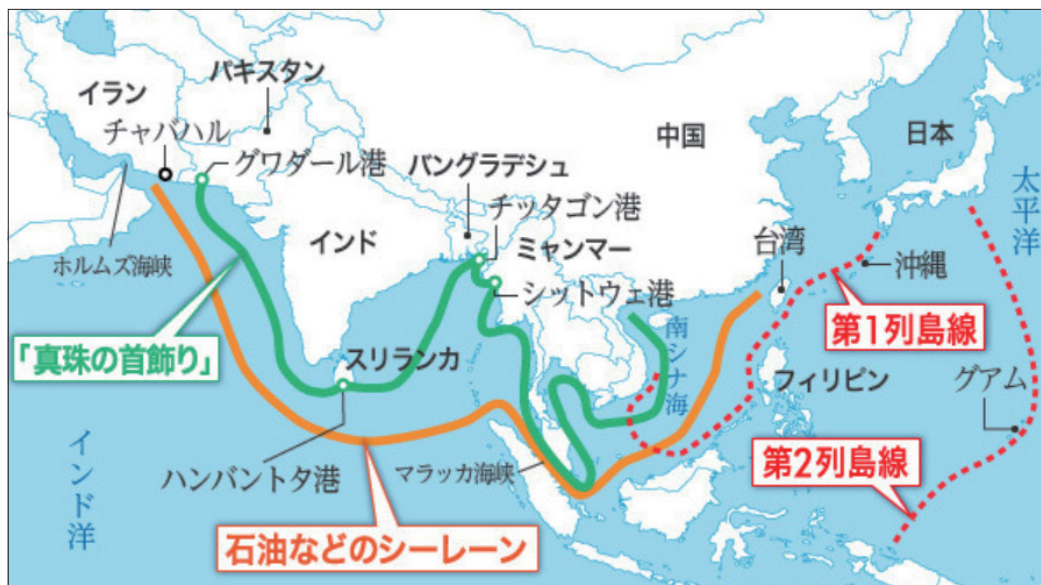 パキスタン
イラン
チャバハル
グワダール港
中国
日本
バングラデシュ
チッタゴン港
太平洋
インド
ミャンマー
台湾
沖縄
ホルムズ海峡
シットウェ港
南シナ海
第1列島線
「真珠の首飾り」
スリランカ
フィリピン
グアム
インド洋
ハンバントタ港
マラッカ海峡
第2列島線
石油などのシーレーン